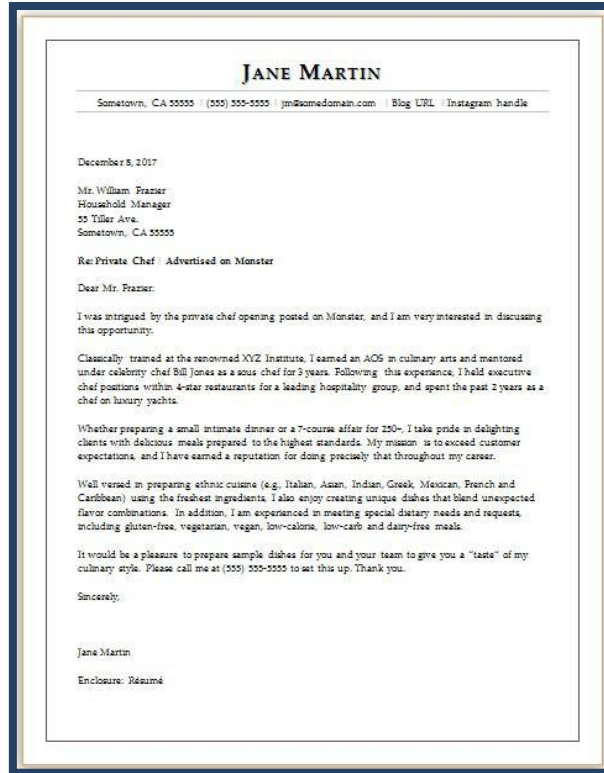 JANE MARTIN
Sometown, CA 55555 | (555) 555-5555 | jm@somedomain.com | Blog URL | Instagram handle
December 8, 2017
Mr. William Frazier
Household Manager
55 Tiller Ave.
Sometown, CA 55555
Re: Private Chef | Advertised on Monster
Dear Mr. Frazier:
I was intrigued by the private chef opening posted on Monster, and I am very interested in discussing
this opportunity.
Classically trained at the renowned XYZ Institute, I earned an AOS in culinary arts and mentored
under celebrity chef Bill Jones as a sous chef for 3 years. Following this experience, I held executive
chef positions within 4-star restaurants for a leading hospitality group, and spent the past 2 years as a
chef on luxury yachts.
Whether preparing a small intimate dinner or a 7-course affair for 250+, I take pride in delighting
clients with delicious meals prepared to the highest standards. My mission is to exceed customer
expectations, and I have earned a reputation for doing precisely that throughout my career.
Well versed in preparing ethnic cuisine (e.g., Italian, Asian, Indian, Greek, Mexican, French and
Caribbean) using the freshest ingredients, I also enjoy creating unique dishes that blend unexpected
flavor combinations. In addition, I am experienced in meeting special dietary needs and requests,
including gluten-free, vegetarian, vegan, low-calorie, low-carb and dairy-free meals.
It would be a pleasure to prepare sample dishes for you and your team to give you a "taste" of my
culinary style. Please call me at (555) 555-5555 to set this up. Thank you.
Sincerely,
Jane Martin
Enclosure: Résumé